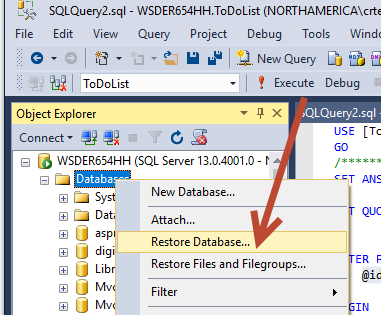 SQLQuery2.sql - WSDER654HH.ToDoList (NORTHAMERICA\crte
File Edit View Query Project Debug Tools Window
New Query
ToDoList Execute Debug
Object Explorer
SQLQuery2.sql -
Connect
WSDER654HH (SQL Server 13.0.4001.0 - N
Databases
Syst
Data
asp
digi
Libr
Mvc
Mvc
New Database...
Attach...
Restore Database...
Restore Files and Filegroups...
Filter
USE [To
GO
/*******
SET ANS
T QUO
TER P
@id
GIN